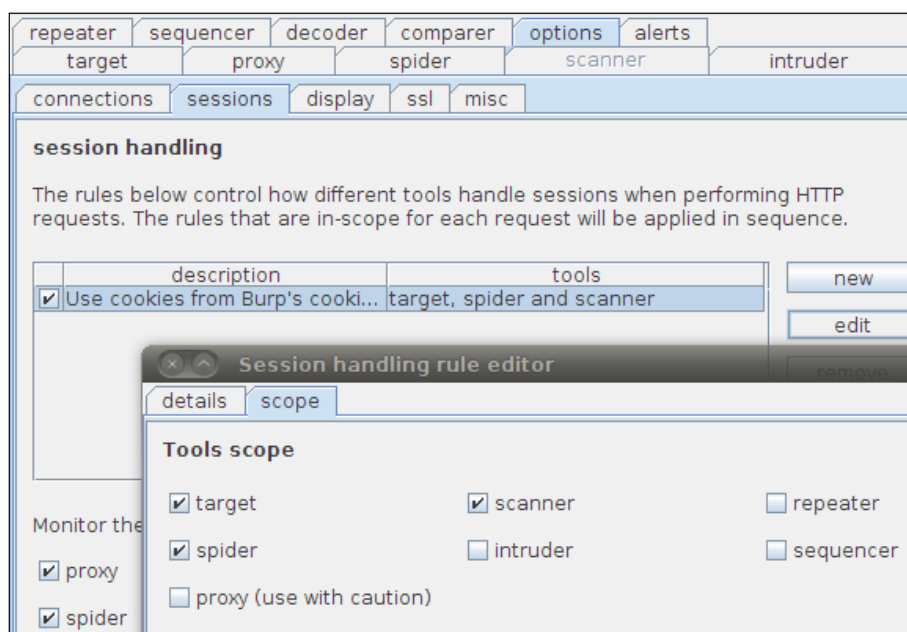 repeater sequencer decoder comparer options alerts
target proxy spider scanner intruder
connections sessions display ssl misc
session handling
The rules below control how different tools handle sessions when performing HTTP
requests. The rules that are in-scope for each request will be applied in sequence.
description tools
Use cookies from Burp's cooki... target, spider and scanner
new
edit
remove
Session handling rule editor
details scope
Tools scope
target scanner repeater
spider intruder sequencer
proxy (use with caution)
Monitor the
proxy
spider